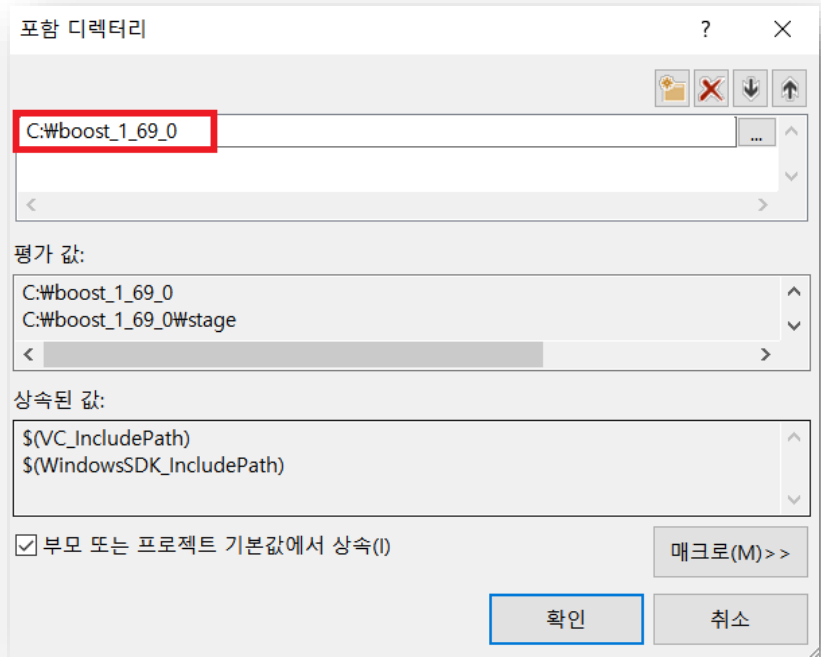 포함 디렉터리
?
C:₩boost_1_69_0
...
평가 값:
C:₩boost_1_69_0
C:₩boost_1_69_0₩stage
상속된 값:
$(VC_IncludePath)
$(WindowsSDK_IncludePath)
부모 또는 프로젝트 기본값에서 상속(I)
매크로(M)>>
확인
취소